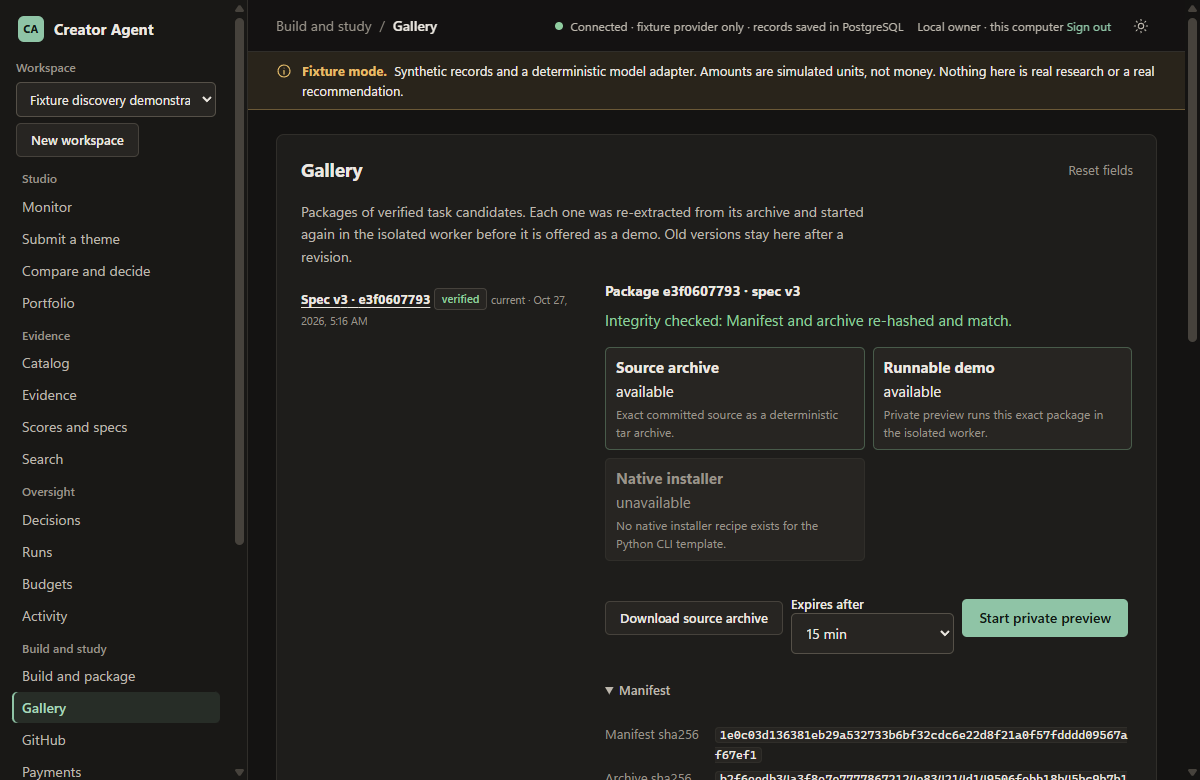 CA Creator Agent
Workspace
Fixture discovery demonstra
New workspace
Studio
Monitor
Submit a theme
Compare and decide
Portfolio
Evidence
Catalog
Evidence
Scores and specs
Search
Oversight
Decisions
Runs
Budgets
Activity
Build and study
Build and package
Gallery
GitHub
Payments
Build and study / Gallery
Connected · fixture provider only · records saved in PostgreSQL
Local owner · this computer Sign out
Fixture mode. Synthetic records and a deterministic model adapter. Amounts are simulated units, not money. Nothing here is real research or a real
recommendation.
Gallery
Reset fields
Packages of verified task candidates. Each one was re-extracted from its archive and started
again in the isolated worker before it is offered as a demo. Old versions stay here after a
revision.
Spec v3 · e3f0607793 verified current · Oct 27,
2026, 5:16 AM
Package e3f0607793 · spec v3
Integrity checked: Manifest and archive re-hashed and match.
Source archive
available
Exact committed source as a deterministic
tar archive.
Runnable demo
available
Private preview runs this exact package in
the isolated worker.
Native installer
unavailable
No native installer recipe exists for the
Python CLI template.
Download source archive
Expires after
15 min
Start private preview
▼ Manifest
Manifest sha256 1e0c03d136381eb29a532733b6bf32cdc6e22d8f21a0f57fdddd09567a
f67ef1
Archive sha256